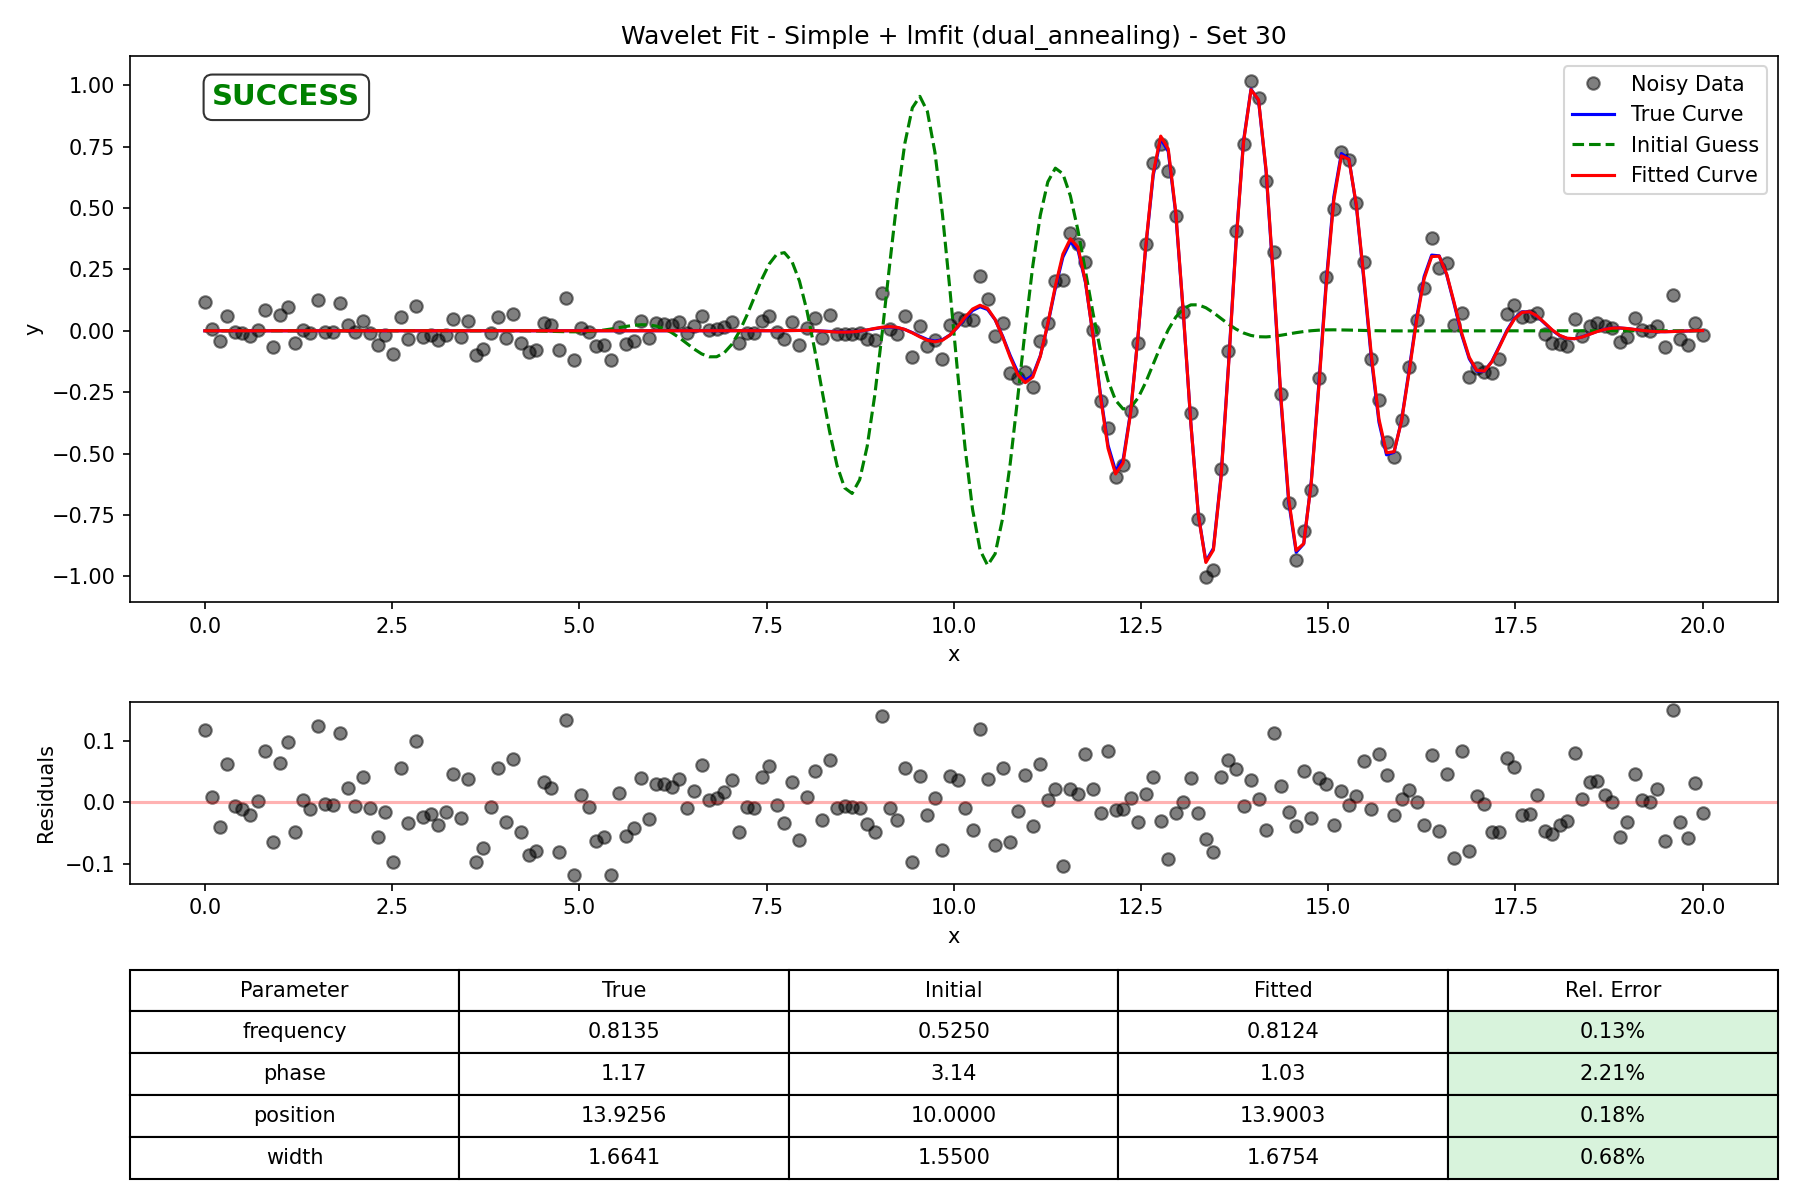 Wavelet Fit - Simple + lmfit (dual_annealing) - Set 30
SUCCESS
Noisy Data
True Curve
Initial Guess
Fitted Curve
1.00
0.75
0.50
0.25
0.00
−0.25
−0.50
−0.75
−1.00
y
0.0 2.5 5.0 7.5 10.0 12.5 15.0 17.5 20.0
x
0.1
0.0
−0.1
Residuals
0.0 2.5 5.0 7.5 10.0 12.5 15.0 17.5 20.0
x
Parameter True Initial Fitted Rel. Error
frequency 0.8135 0.5250 0.8124 0.13%
phase 1.17 3.14 1.03 2.21%
position 13.9256 10.0000 13.9003 0.18%
width 1.6641 1.5500 1.6754 0.68%